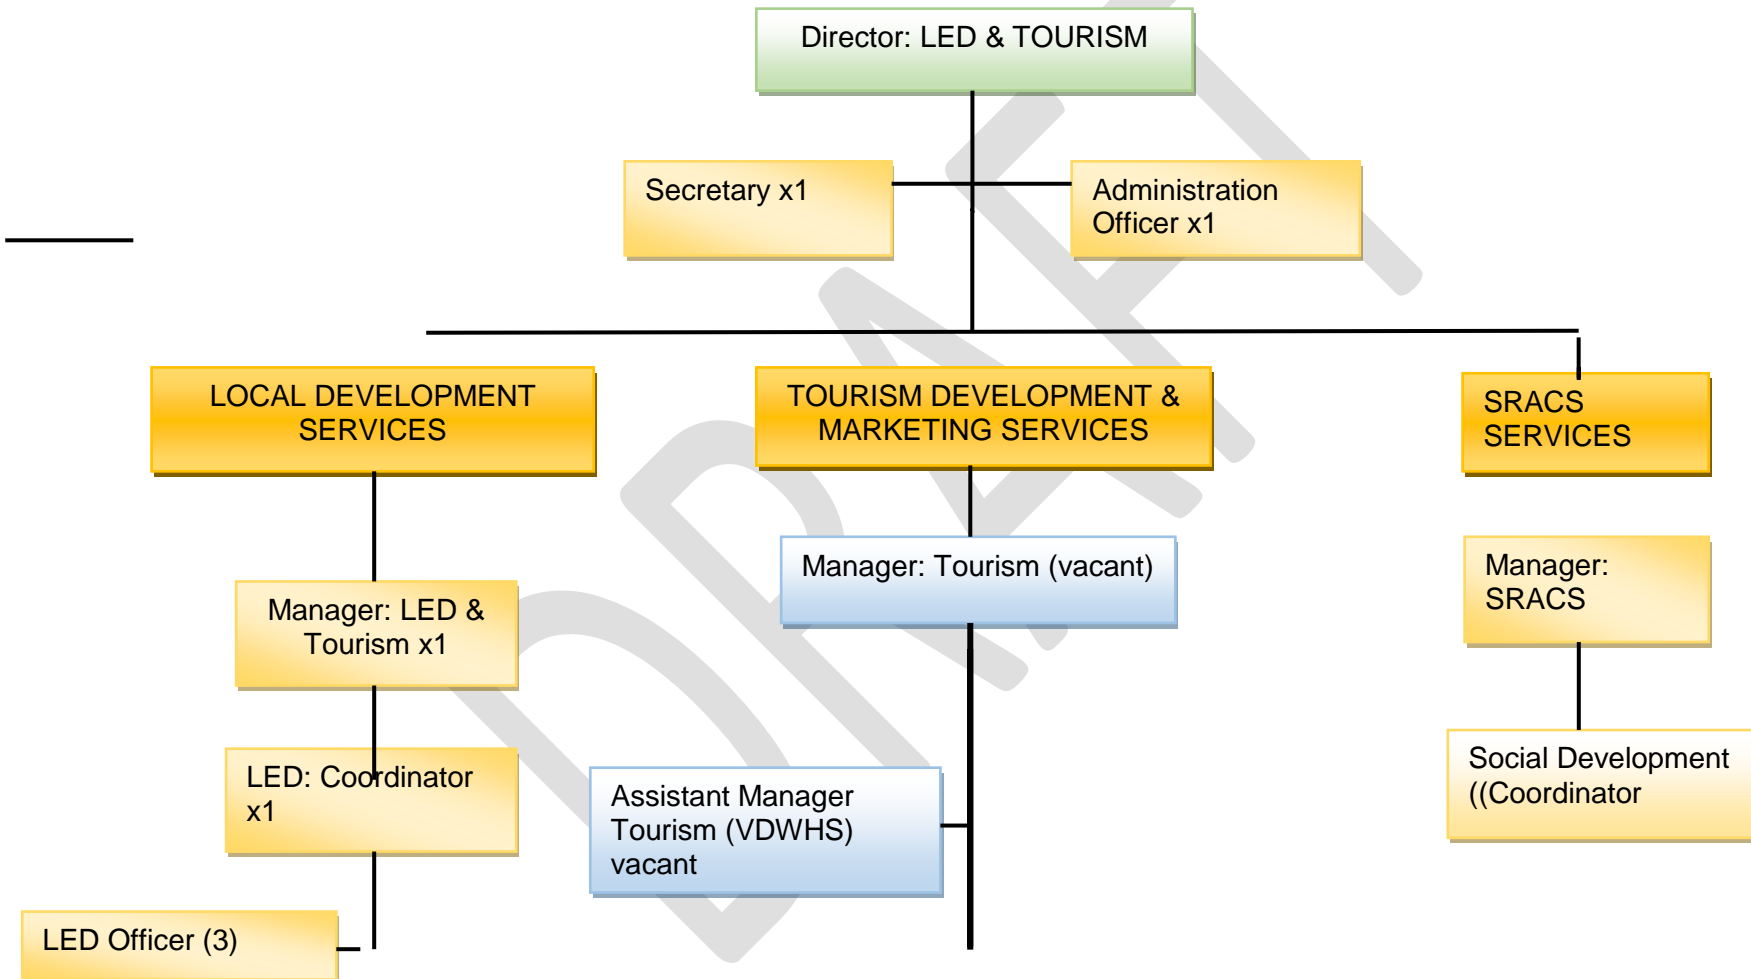 Director: LED & TOURISM
Secretary x1
Administration
Officer x1
LOCAL DEVELOPMENT
SERVICES
TOURISM DEVELOPMENT &
MARKETING SERVICES
SRACS
SERVICES
Manager: LED &
Tourism x1
Manager: Tourism (vacant)
Manager:
SRACS
LED: Coordinator
x1
Assistant Manager
Tourism (VDWHS)
vacant
Social Development
((Coordinator
LED Officer (3)
DRAFT